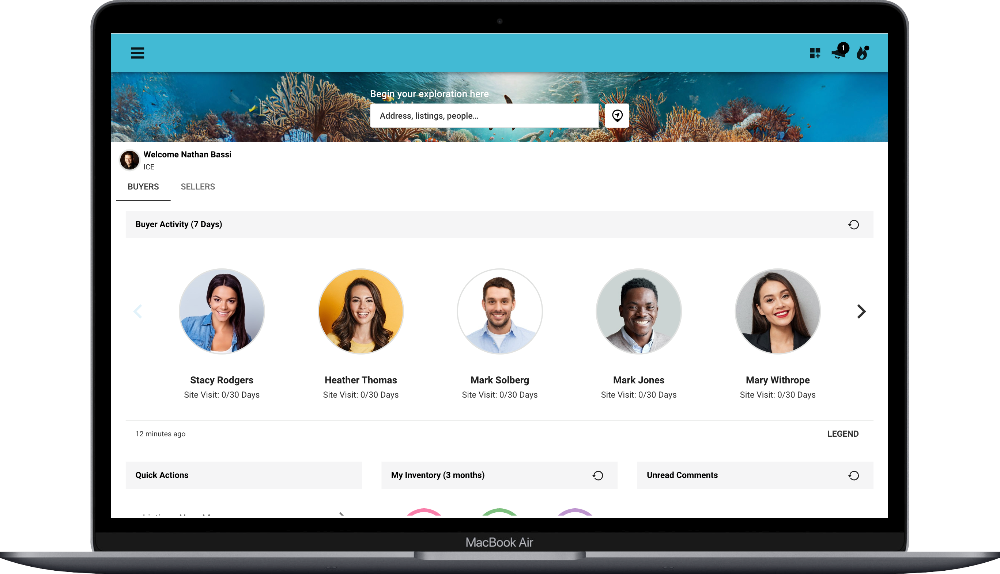 1
Begin your exploration here
Address, listings, people...
Welcome Nathan Bassi
ICE
BUYERS SELLERS
Buyer Activity (7 Days)
Stacy Rodgers Heather Thomas Mark Solberg Mark Jones Mary Withrope
Site Visit: 0/30 Days Site Visit: 0/30 Days Site Visit: 0/30 Days Site Visit: 0/30 Days Site Visit: 0/30 Days
12 minutes ago LEGEND
Quick Actions My Inventory (3 months) Unread Comments
MacBook Air